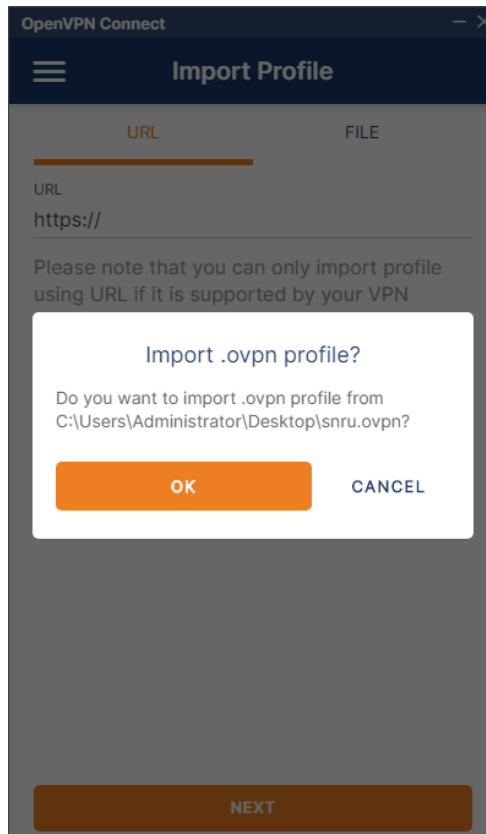 OpenVPN Connect
Import Profile
URL
FILE
URL
https://
Please note that you can only import profile
using URL if it is supported by your VPN
Import .ovpn profile?
Do you want to import .ovpn profile from
C:\Users\Administrator\Desktop\snru.ovpn?
OK
CANCEL
NEXT